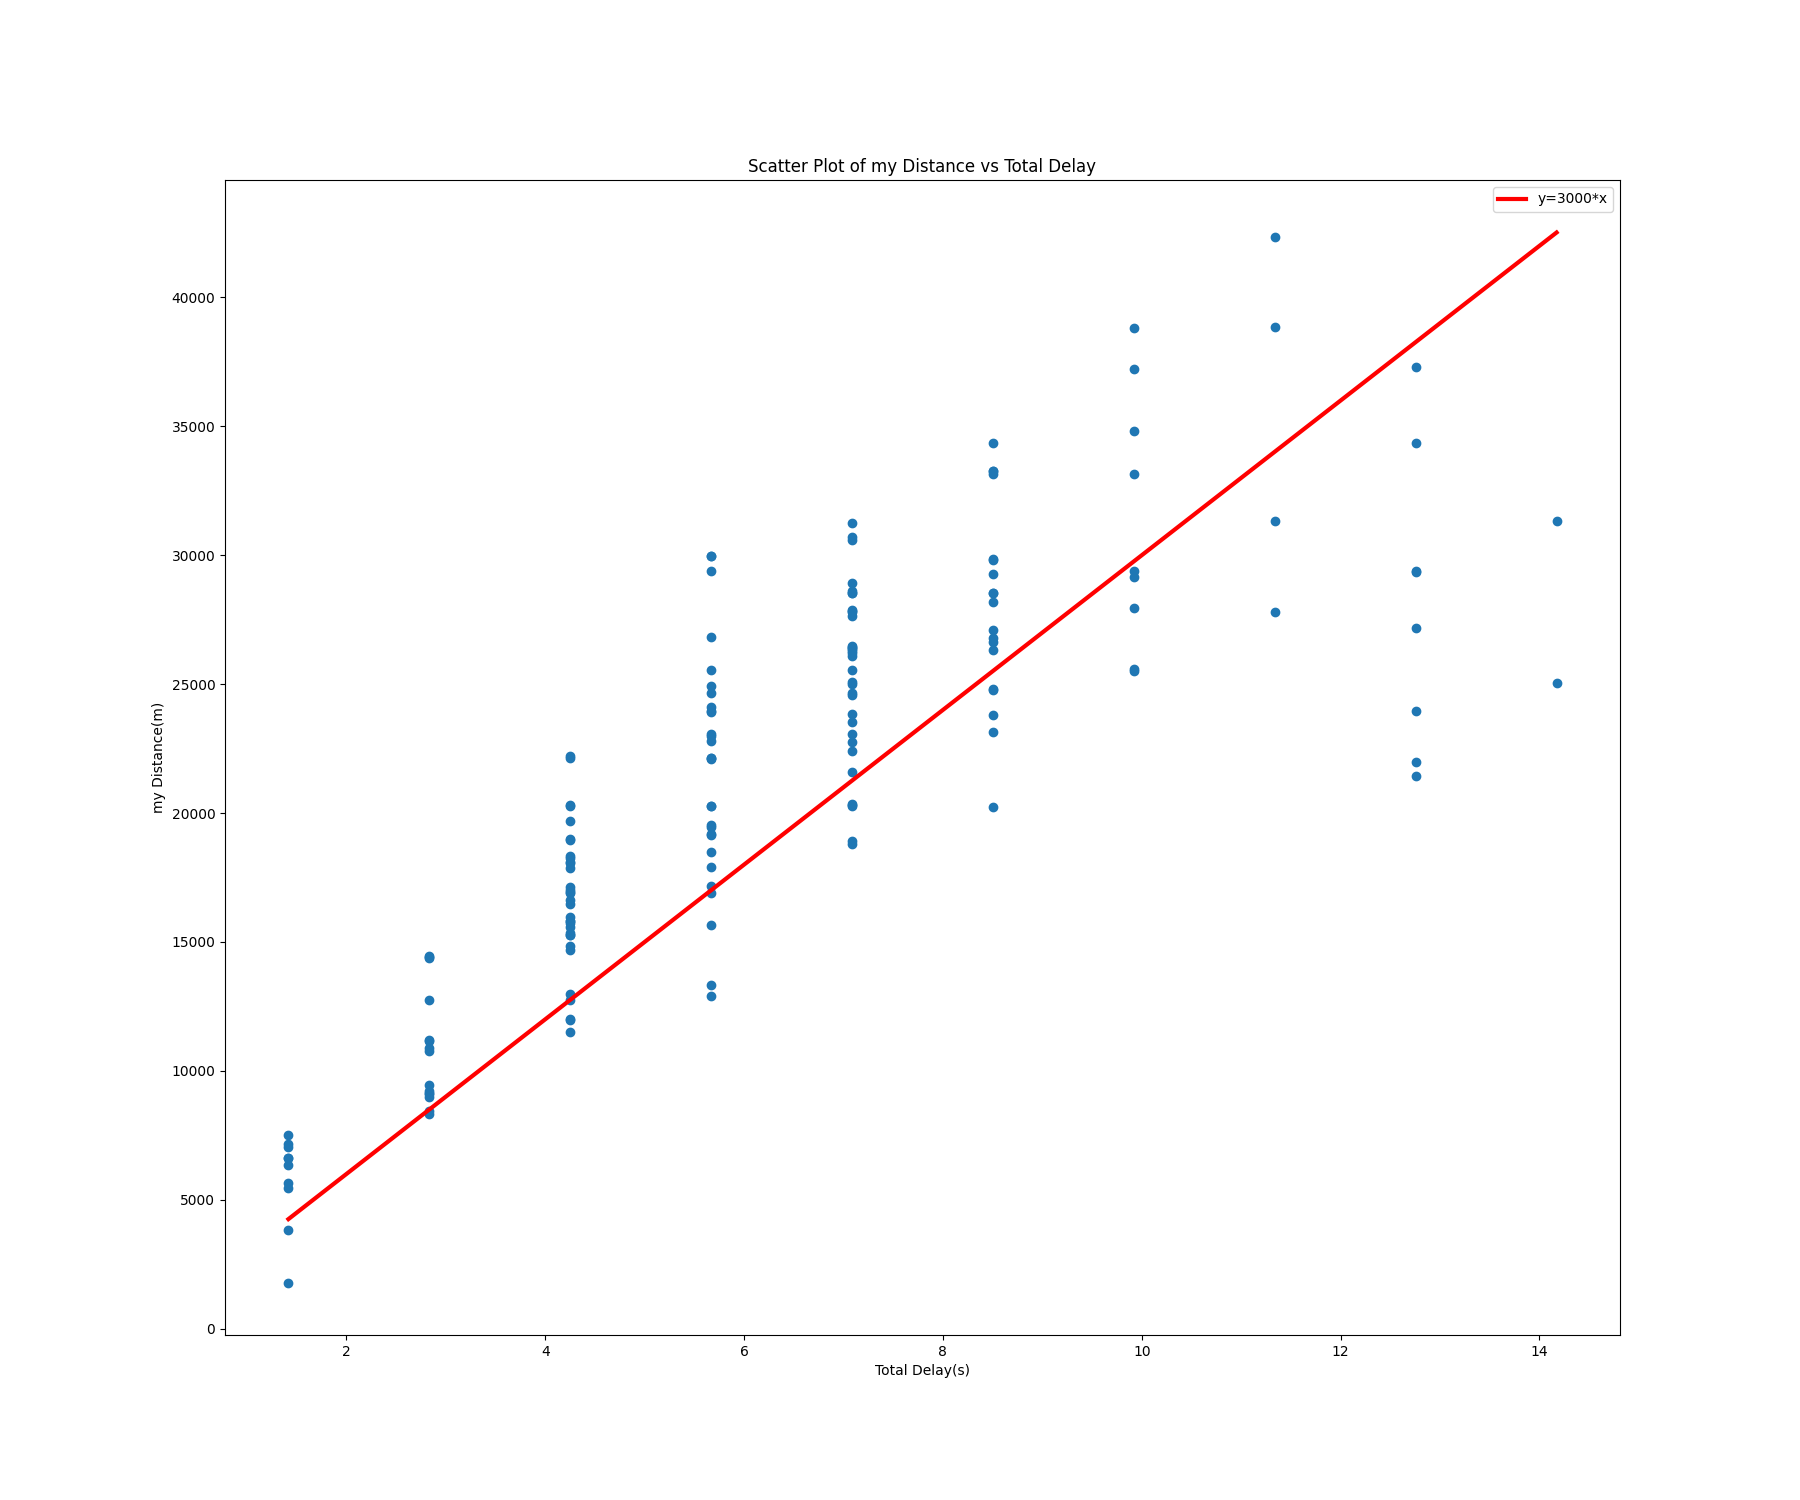 Scatter Plot of my Distance vs Total Delay
y=3000*x
40000
35000
30000
25000
20000
15000
10000
5000
0
my Distance(m)
2 4 6 8 10 12 14
Total Delay(s)